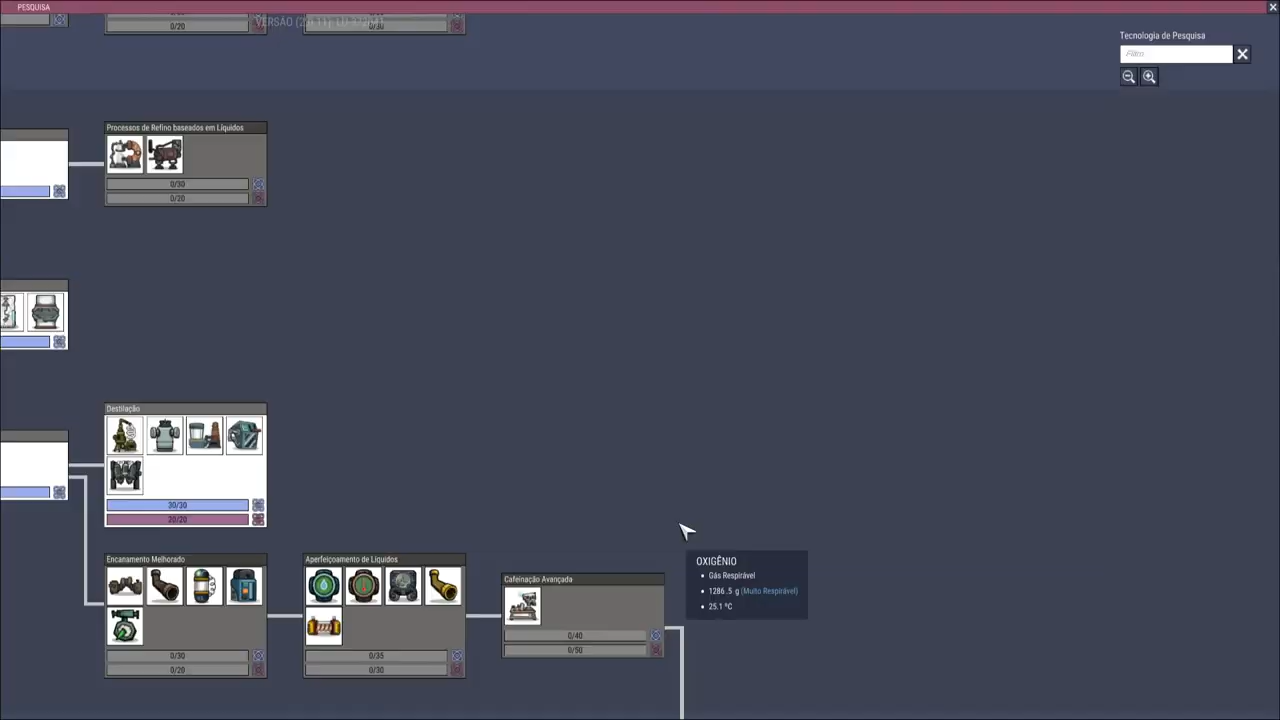 PESQUISA
0/20
Tecnologia de Pesquisa
Filtro
Processos de Refino baseados em Líquidos
0/30
0/20
Destilação
30/30
20/20
Encanamento Melhorado
0/30
0/20
Aperfeiçoamento de Líquidos
0/35
0/30
Cafeinação Avançada
0/40
0/50
OXIGÊNIO
• Gás Respirável
• 1286.5 g (Muito Respirável)
• 25.1 ºC